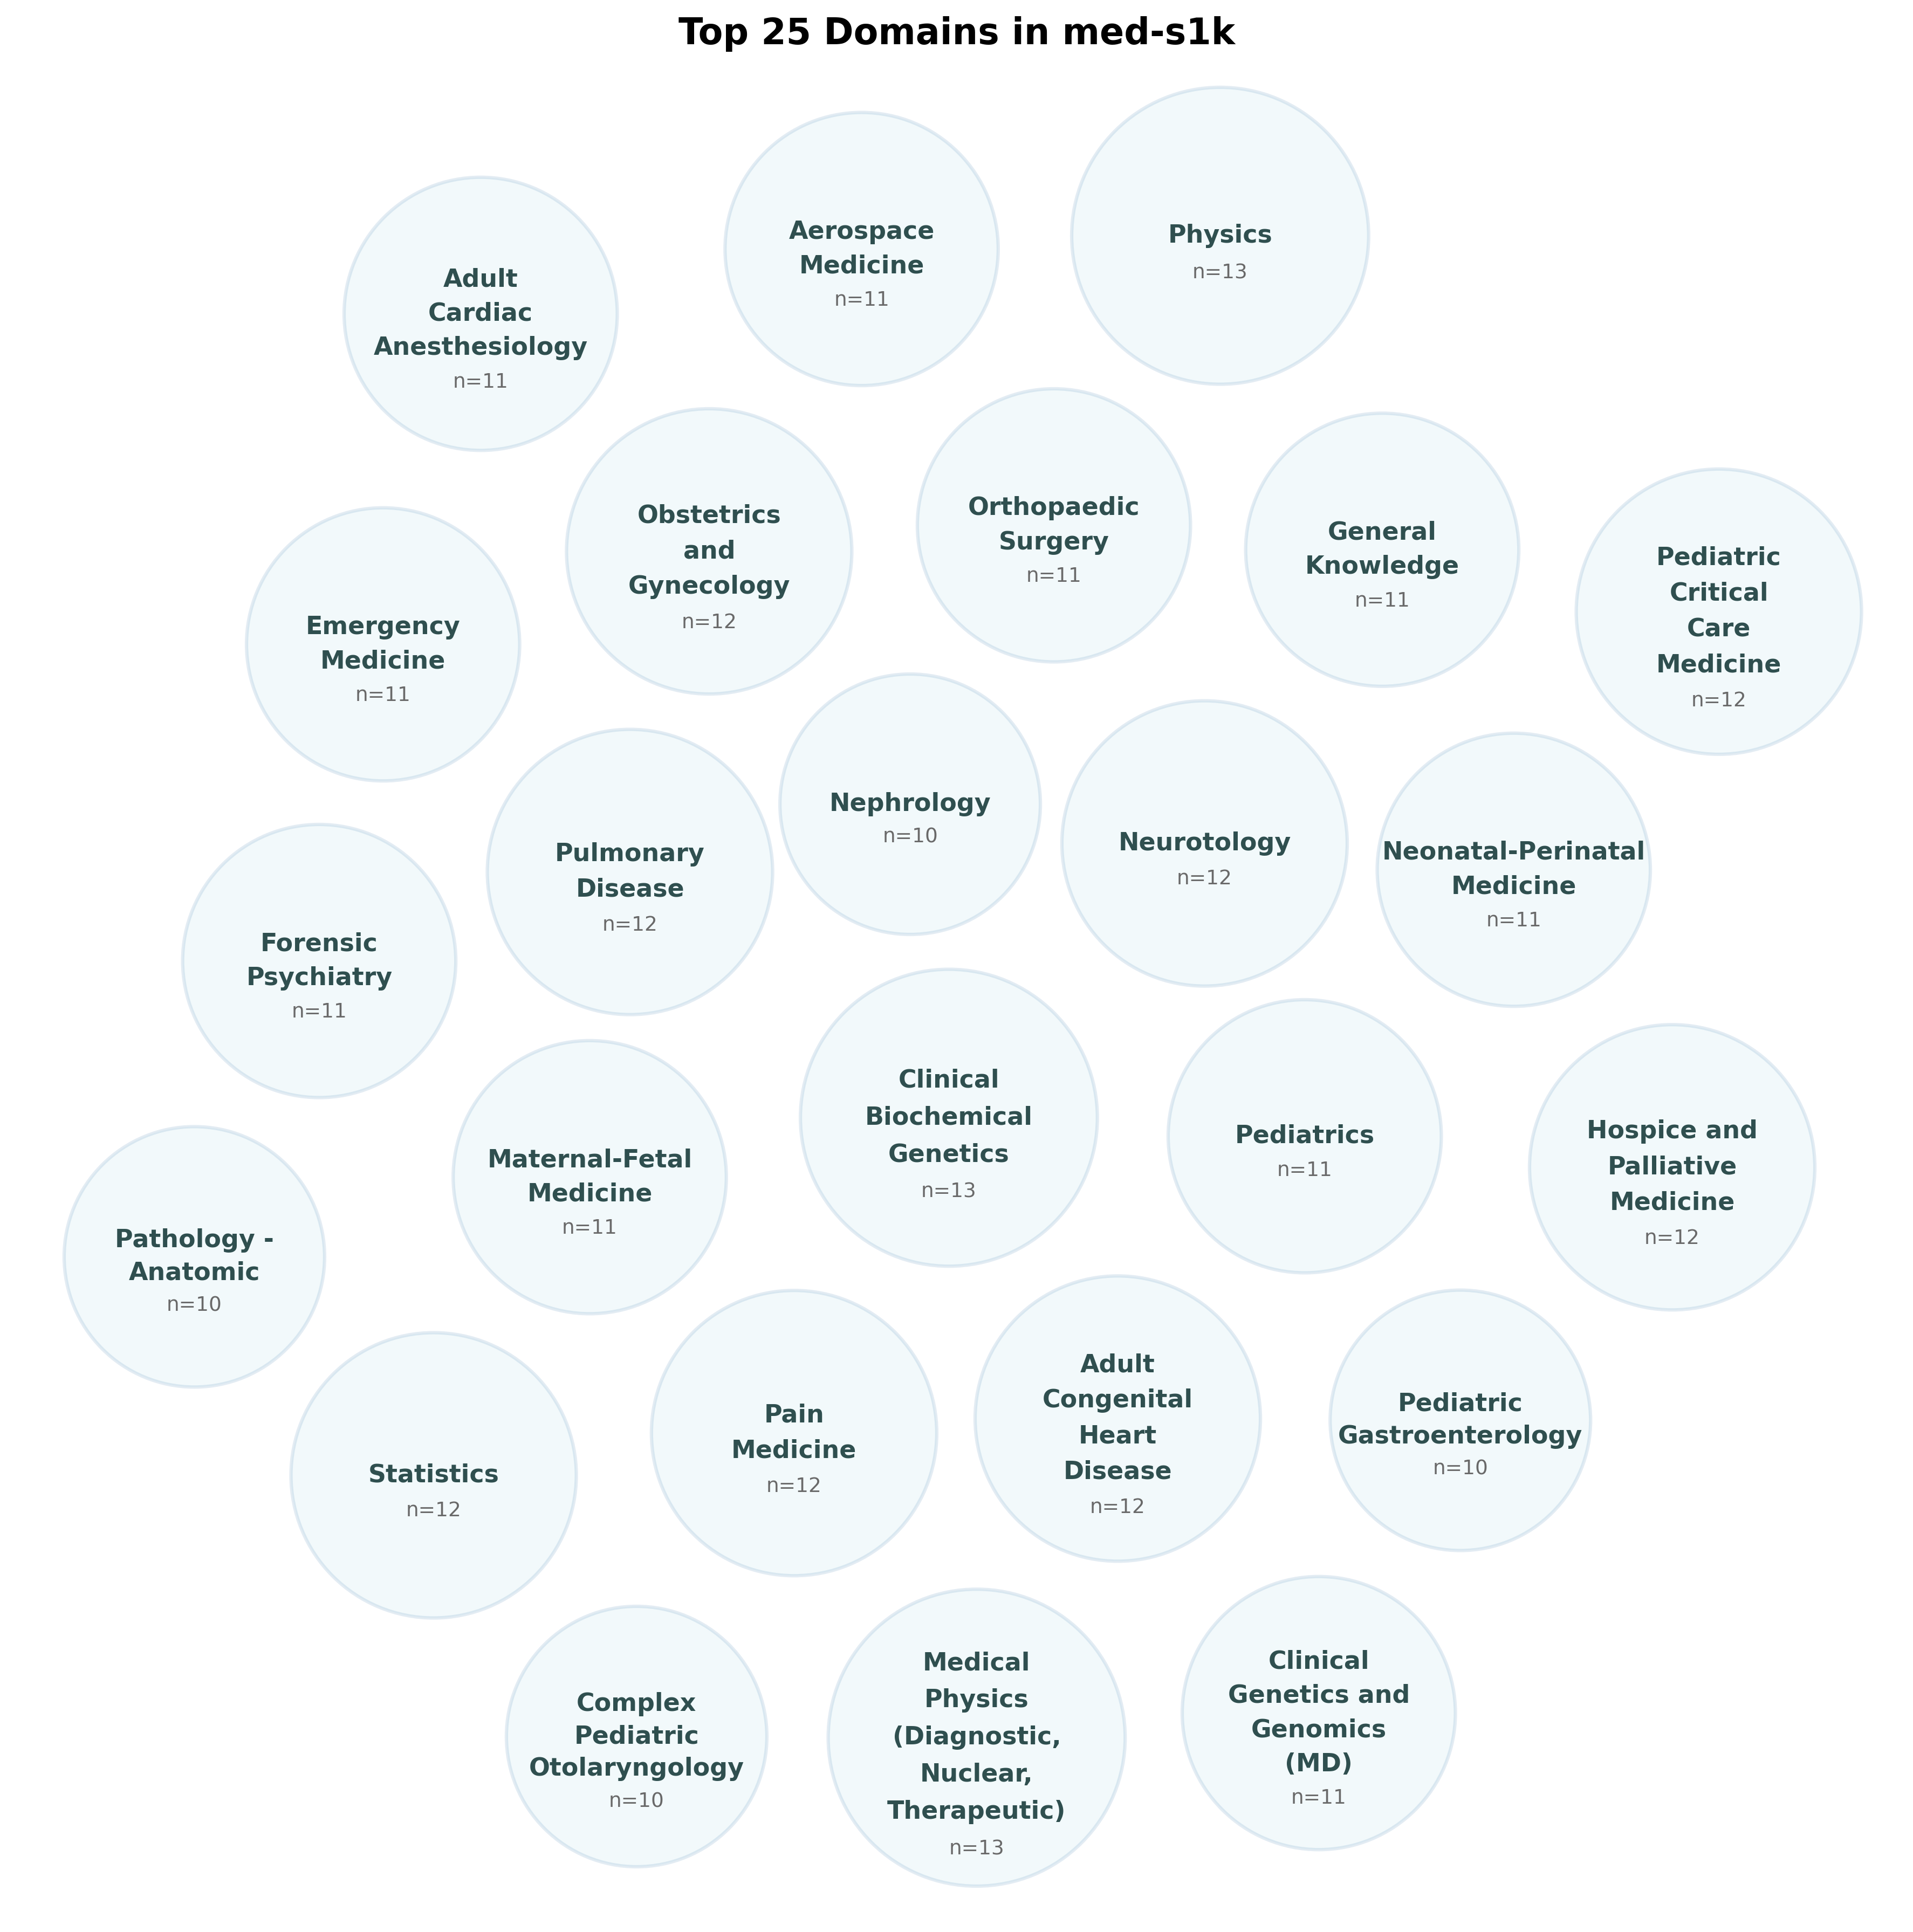 Top 25 Domains in med-s1k
Physics
n=13
Aerospace
Medicine
n=11
Adult
Cardiac
Anesthesiology
n=11
Obstetrics
and
Gynecology
n=12
Orthopaedic
Surgery
n=11
General
Knowledge
n=11
Pediatric
Critical
Care
Medicine
n=12
Emergency
Medicine
n=11
Nephrology
n=10
Neurotology
n=12
Pulmonary
Disease
n=12
Neonatal-Perinatal
Medicine
n=11
Forensic
Psychiatry
n=11
Clinical
Biochemical
Genetics
n=13
Pediatrics
n=11
Hospice and
Palliative
Medicine
n=12
Maternal-Fetal
Medicine
n=11
Pathology -
Anatomic
n=10
Adult
Congenital
Heart
Disease
n=12
Pediatric
Gastroenterology
n=10
Pain
Medicine
n=12
Statistics
n=12
Complex
Pediatric
Otolaryngology
n=10
Medical
Physics
(Diagnostic,
Nuclear,
Therapeutic)
n=13
Clinical
Genetics and
Genomics
(MD)
n=11